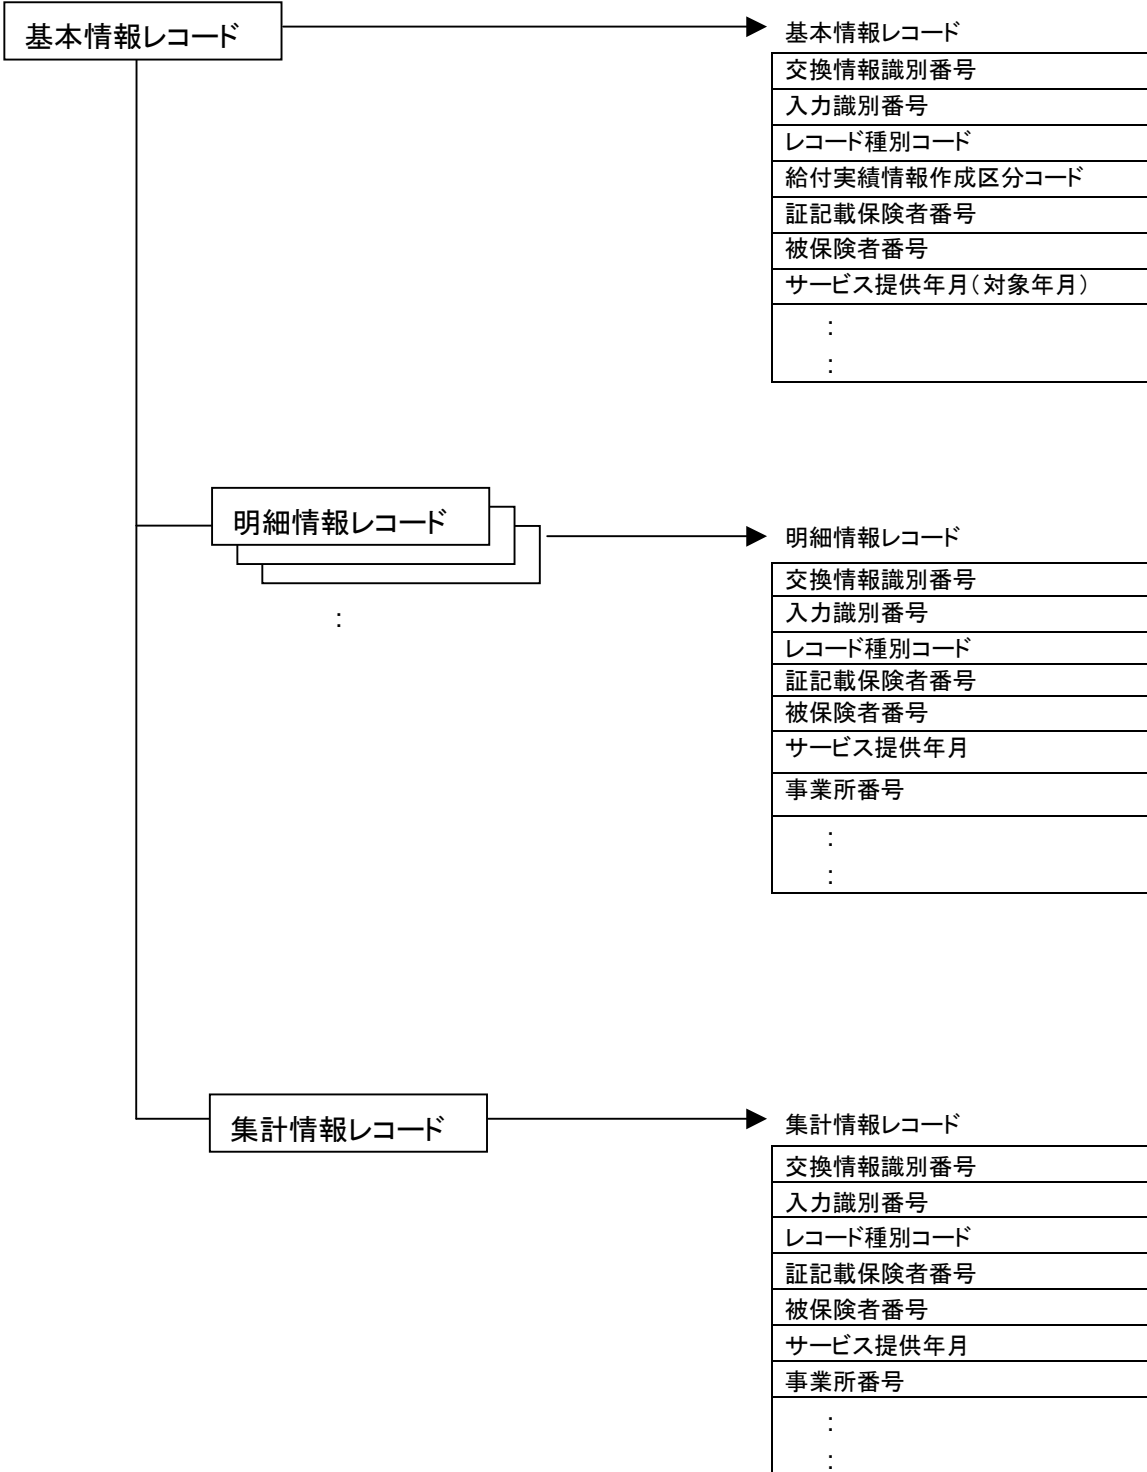 基本情報レコード
基本情報レコード
交換情報識別番号
入力識別番号
レコード種別コード
給付実績情報作成区分コード
証記載保険者番号
被保険者番号
サービス提供年月(対象年月)
:
:
明細情報レコード
:
明細情報レコード
交換情報識別番号
入力識別番号
レコード種別コード
証記載保険者番号
被保険者番号
サービス提供年月
事業所番号
:
:
集計情報レコード
集計情報レコード
交換情報識別番号
入力識別番号
レコード種別コード
証記載保険者番号
被保険者番号
サービス提供年月
事業所番号
:
: